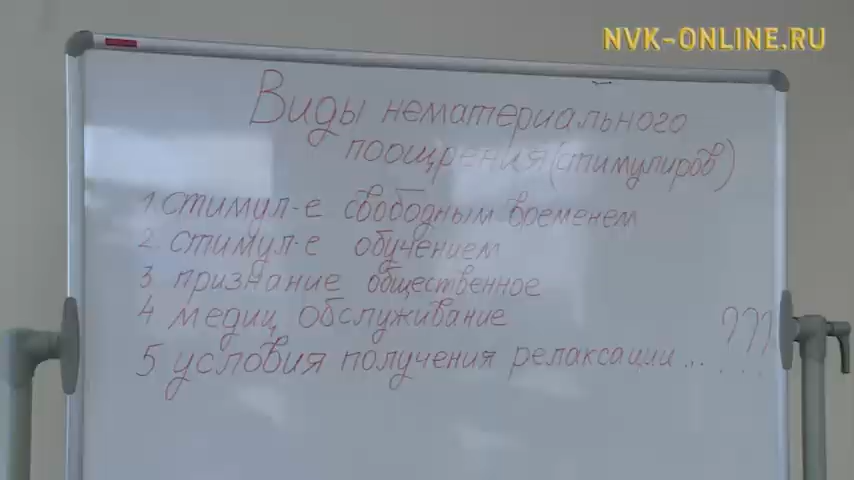 NVK-ONLINE.RU
Виды нематериального
поощрения (стимулиров)
1 стимул-е свободным временем
2 стимул-е обучением
3 признание общественное
4 медиц обслуживание
5 условия получения релаксации... ???